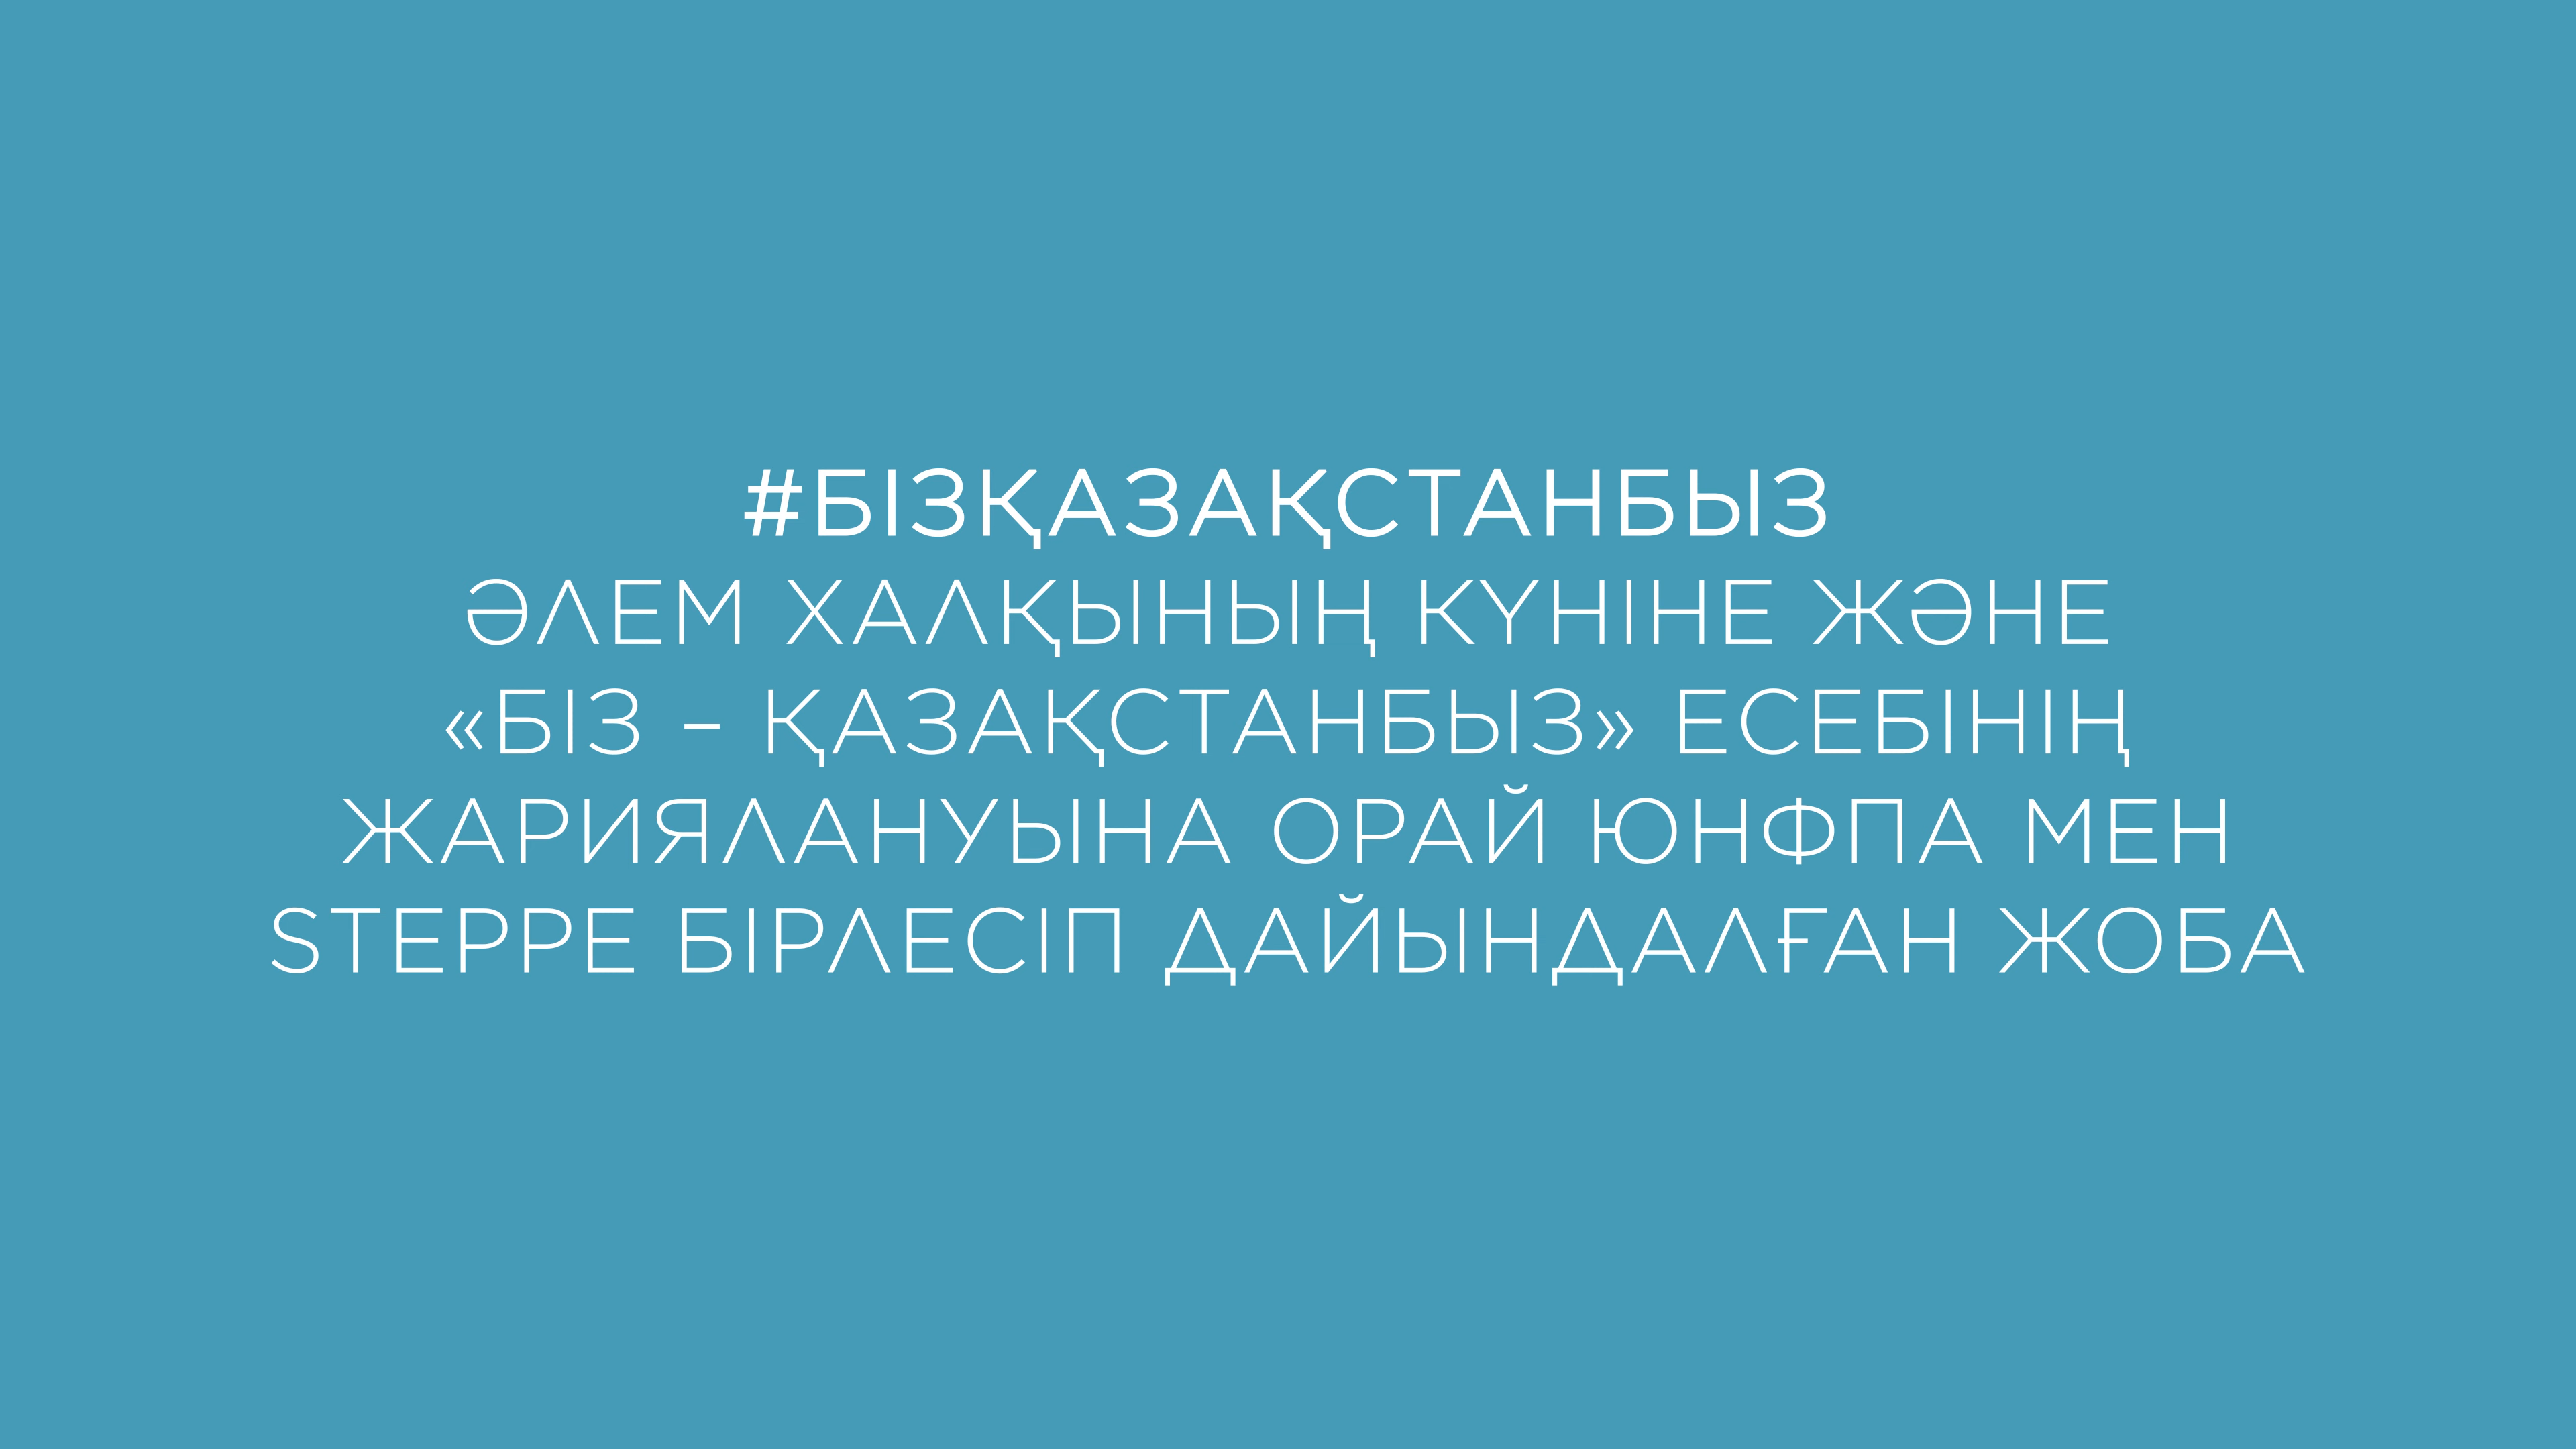 #БІЗҚАЗАҚСТАНБЫЗ
ӘЛЕМ ХАЛҚЫНЫҢ КҮНІНЕ ЖӘНЕ
«БІЗ – ҚАЗАҚСТАНБЫЗ» ЕСЕБІНІҢ
ЖАРИЯЛАНУЫНА ОРАЙ ЮНФПА МЕН
STEPPE БІРЛЕСІП ДАЙЫНДАЛҒАН ЖОБА